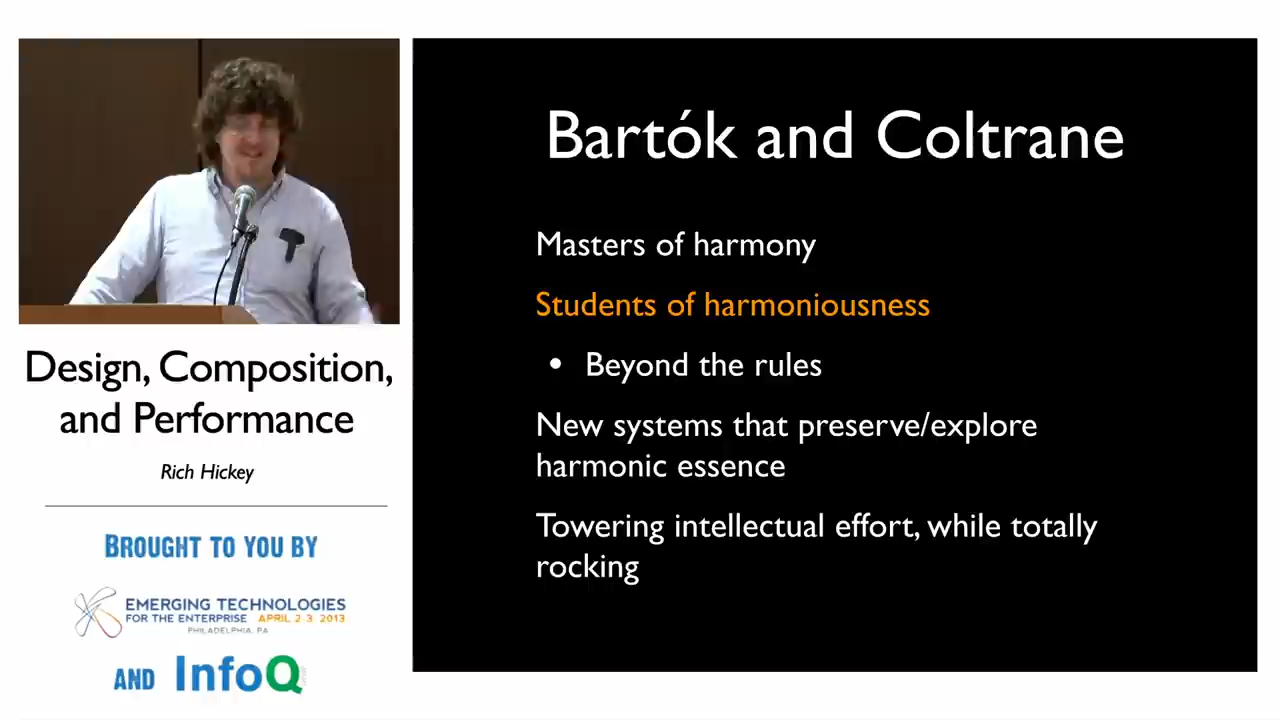 Bartók and Coltrane
Masters of harmony
Students of harmoniousness
• Beyond the rules
New systems that preserve/explore
harmonic essence
Towering intellectual effort, while totally
rocking
Design, Composition,
and Performance
Rich Hickey
BROUGHT TO YOU BY
EMERGING TECHNOLOGIES
FOR THE ENTERPRISE APRIL 2-3 2013
PHILADELPHIA, PA
AND InfoQ